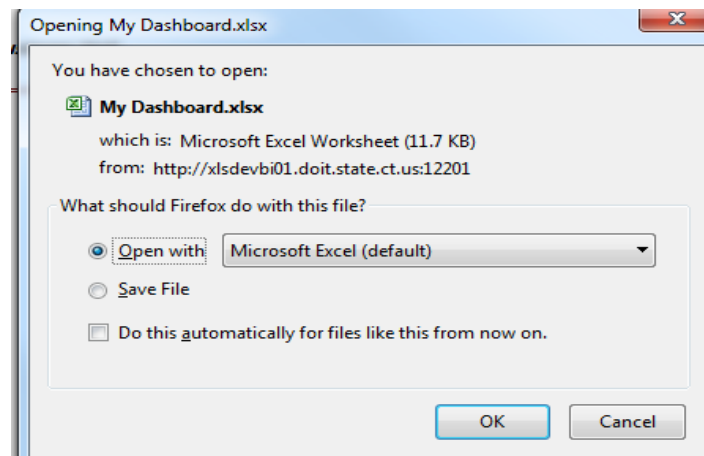 Opening My Dashboard.xlsx
You have chosen to open:
My Dashboard.xlsx
which is: Microsoft Excel Worksheet (11.7 KB)
from: http://xlsdevbi01.doit.state.ct.us:12201
What should Firefox do with this file?
Open with Microsoft Excel (default)
Save File
Do this automatically for files like this from now on.
OK Cancel